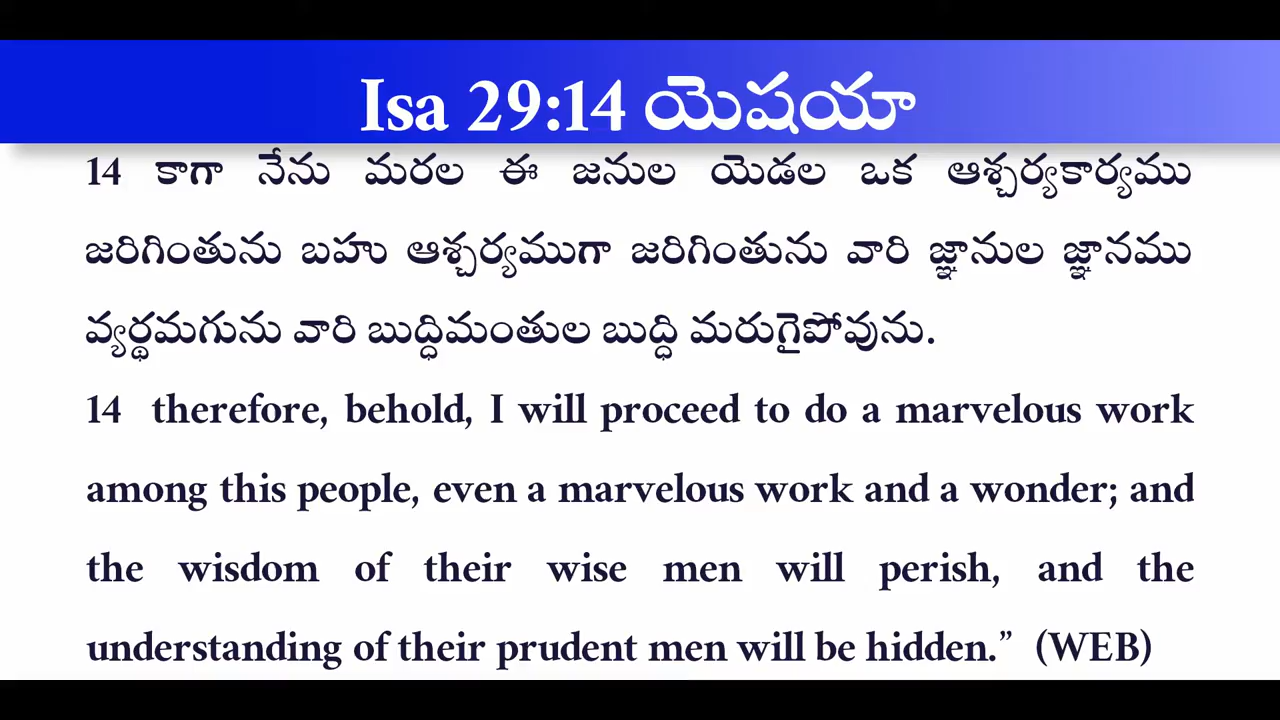 Isa 29:14 యెషయా
14 కాగా నేను మరల ఈ జనుల యెడల ఒక ఆశ్చర్యకార్యము
జరిగింతును బహు ఆశ్చర్యముగా జరిగింతును వారి జ్ఞానుల జ్ఞానము
వ్యర్థమగును వారి బుద్ధిమంతుల బుద్ధి మరుగైపోవును.
14 therefore, behold, I will proceed to do a marvelous work
among this people, even a marvelous work and a wonder; and
the wisdom of their wise men will perish, and the
understanding of their prudent men will be hidden.” (WEB)